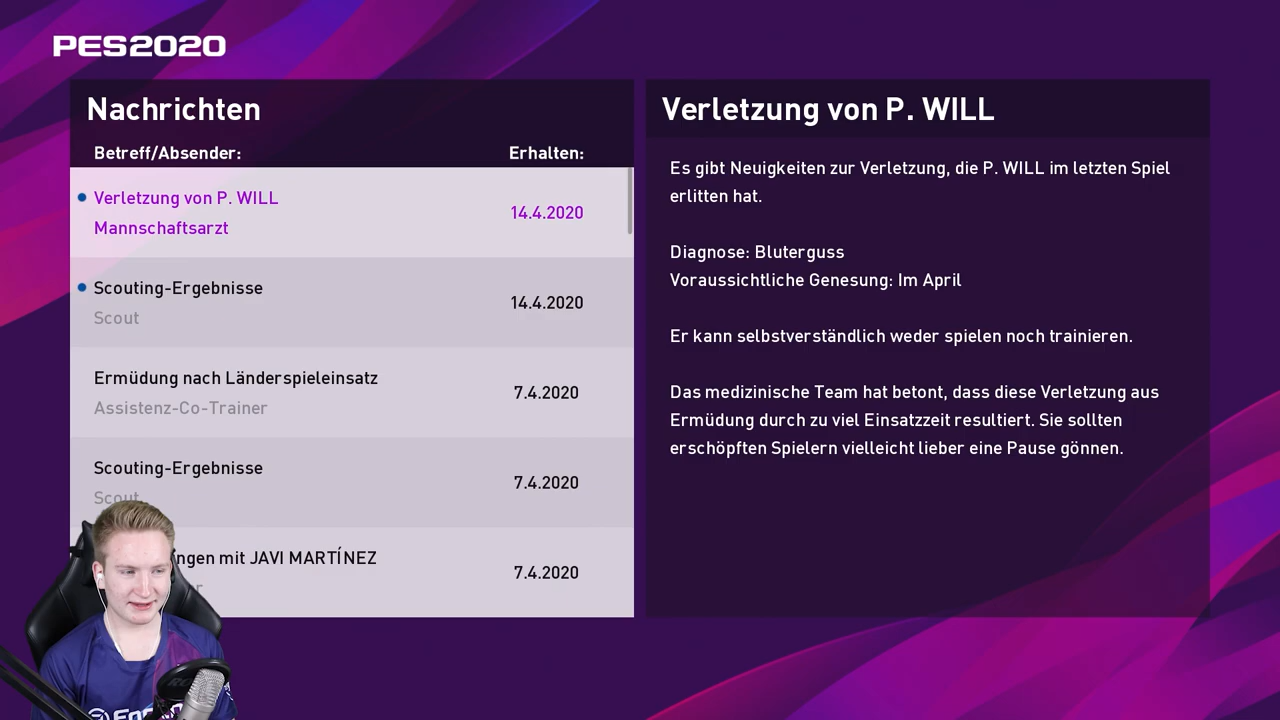 PES2020
Nachrichten
Betreff/Absender:
Erhalten:
Verletzung von P. WILL
Mannschaftsarzt
14.4.2020
Scouting-Ergebnisse
Scout
14.4.2020
Ermüdung nach Länderspieleinsatz
Assistenz-Co-Trainer
7.4.2020
Scouting-Ergebnisse
Scout
7.4.2020
mit JAVI MARTÍNEZ
7.4.2020
Verletzung von P. WILL
Es gibt Neuigkeiten zur Verletzung, die P. WILL im letzten Spiel
erlitten hat.
Diagnose: Bluterguss
Voraussichtliche Genesung: Im April
Er kann selbstverständlich weder spielen noch trainieren.
Das medizinische Team hat betont, dass diese Verletzung aus
Ermüdung durch zu viel Einsatzzeit resultiert. Sie sollten
erschöpften Spielern vielleicht lieber eine Pause gönnen.